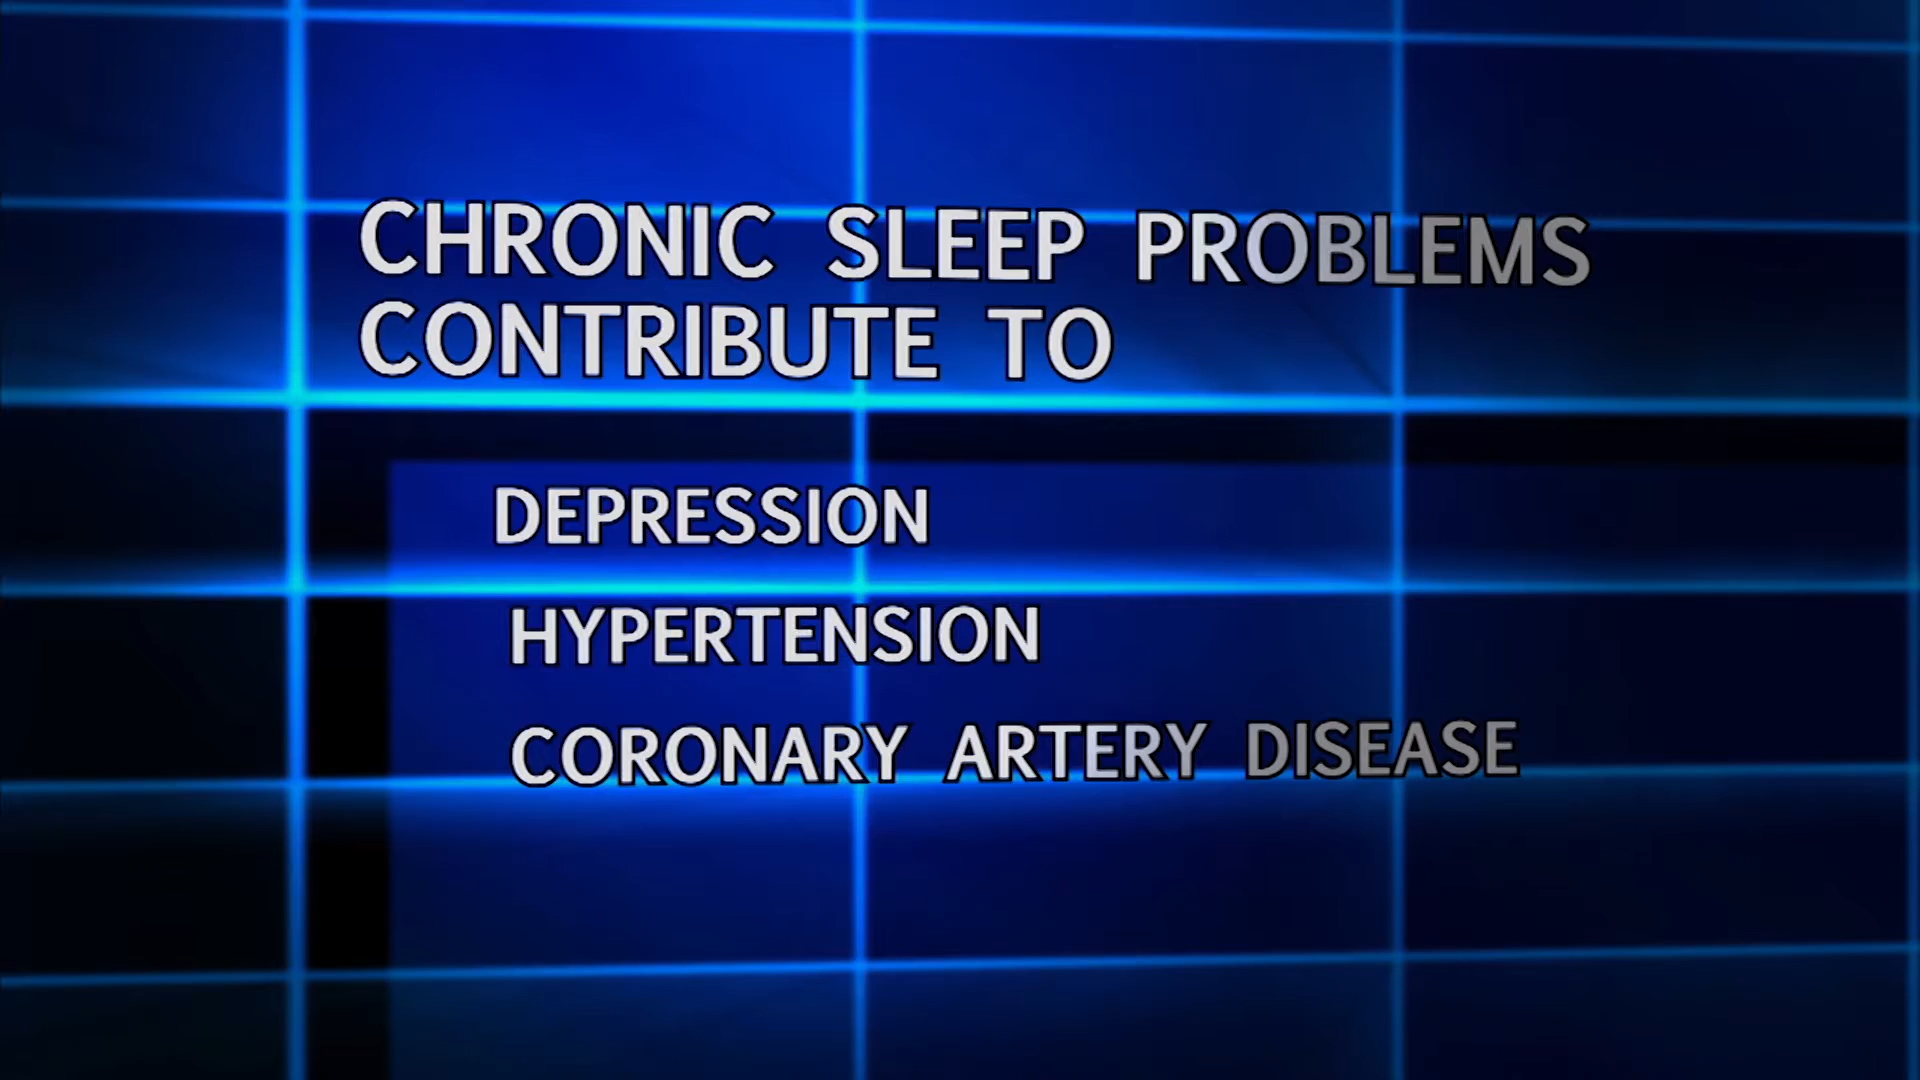 CHRONIC SLEEP PROBLEMS
CONTRIBUTE TO
DEPRESSION
HYPERTENSION
CORONARY ARTERY DISEASE